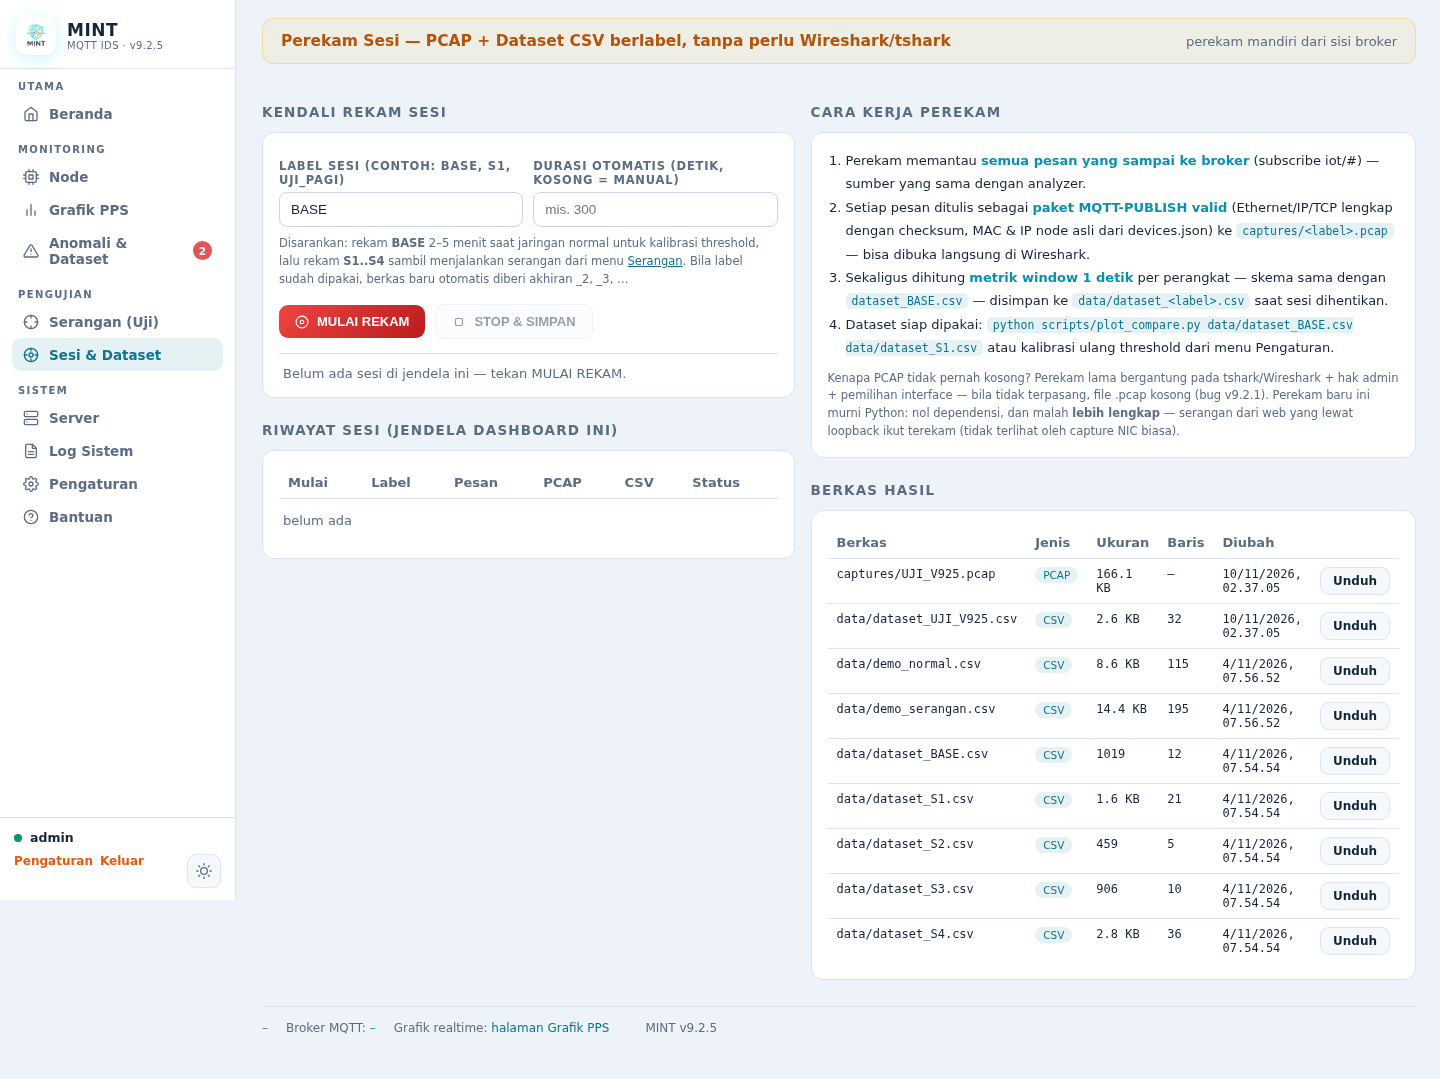 MINT
MQTT IDS · v9.2.5
UTAMA
Beranda
MONITORING
Node
Grafik PPS
Anomali &
Dataset
2
PENGUJIAN
Serangan (Uji)
Sesi & Dataset
SISTEM
Server
Log Sistem
Pengaturan
Bantuan
admin
Pengaturan Keluar
Perekam Sesi — PCAP + Dataset CSV berlabel, tanpa perlu Wireshark/tshark
perekam mandiri dari sisi broker
KENDALI REKAM SESI
LABEL SESI (CONTOH: BASE, S1,
UJI_PAGI)
BASE
DURASI OTOMATIS (DETIK,
KOSONG = MANUAL)
mis. 300
Disarankan: rekam BASE 2–5 menit saat jaringan normal untuk kalibrasi threshold,
lalu rekam S1..S4 sambil menjalankan serangan dari menu Serangan. Bila label
sudah dipakai, berkas baru otomatis diberi akhiran _2, _3, …
MULAI REKAM
STOP & SIMPAN
Belum ada sesi di jendela ini — tekan MULAI REKAM.
RIWAYAT SESI (JENDELA DASHBOARD INI)
Mulai Label Pesan PCAP CSV Status
belum ada
CARA KERJA PEREKAM
1. Perekam memantau semua pesan yang sampai ke broker (subscribe iot/#) —
sumber yang sama dengan analyzer.
2. Setiap pesan ditulis sebagai paket MQTT-PUBLISH valid (Ethernet/IP/TCP lengkap
dengan checksum, MAC & IP node asli dari devices.json) ke captures/<label>.pcap
— bisa dibuka langsung di Wireshark.
3. Sekaligus dihitung metrik window 1 detik per perangkat — skema sama dengan
dataset_BASE.csv — disimpan ke data/dataset_<label>.csv saat sesi dihentikan.
4. Dataset siap dipakai: python scripts/plot_compare.py data/dataset_BASE.csv
data/dataset_S1.csv atau kalibrasi ulang threshold dari menu Pengaturan.
Kenapa PCAP tidak pernah kosong? Perekam lama bergantung pada tshark/Wireshark + hak admin
+ pemilihan interface — bila tidak terpasang, file .pcap kosong (bug v9.2.1). Perekam baru ini
murni Python: nol dependensi, dan malah lebih lengkap — serangan dari web yang lewat
loopback ikut terekam (tidak terlihat oleh capture NIC biasa).
BERKAS HASIL
Berkas Jenis Ukuran Baris Diubah
captures/UJI_V925.pcap PCAP 166.1 — 10/11/2026, Unduh
KB 02.37.05
data/dataset_UJI_V925.csv CSV 2.6 KB 32 10/11/2026, Unduh
02.37.05
data/demo_normal.csv CSV 8.6 KB 115 4/11/2026, Unduh
07.56.52
data/demo_serangan.csv CSV 14.4 KB 195 4/11/2026, Unduh
07.56.52
data/dataset_BASE.csv CSV 1019 12 4/11/2026, Unduh
07.54.54
data/dataset_S1.csv CSV 1.6 KB 21 4/11/2026, Unduh
07.54.54
data/dataset_S2.csv CSV 459 5 4/11/2026, Unduh
07.54.54
data/dataset_S3.csv CSV 906 10 4/11/2026, Unduh
07.54.54
data/dataset_S4.csv CSV 2.8 KB 36 4/11/2026, Unduh
07.54.54
– Broker MQTT: – Grafik realtime: halaman Grafik PPS MINT v9.2.5